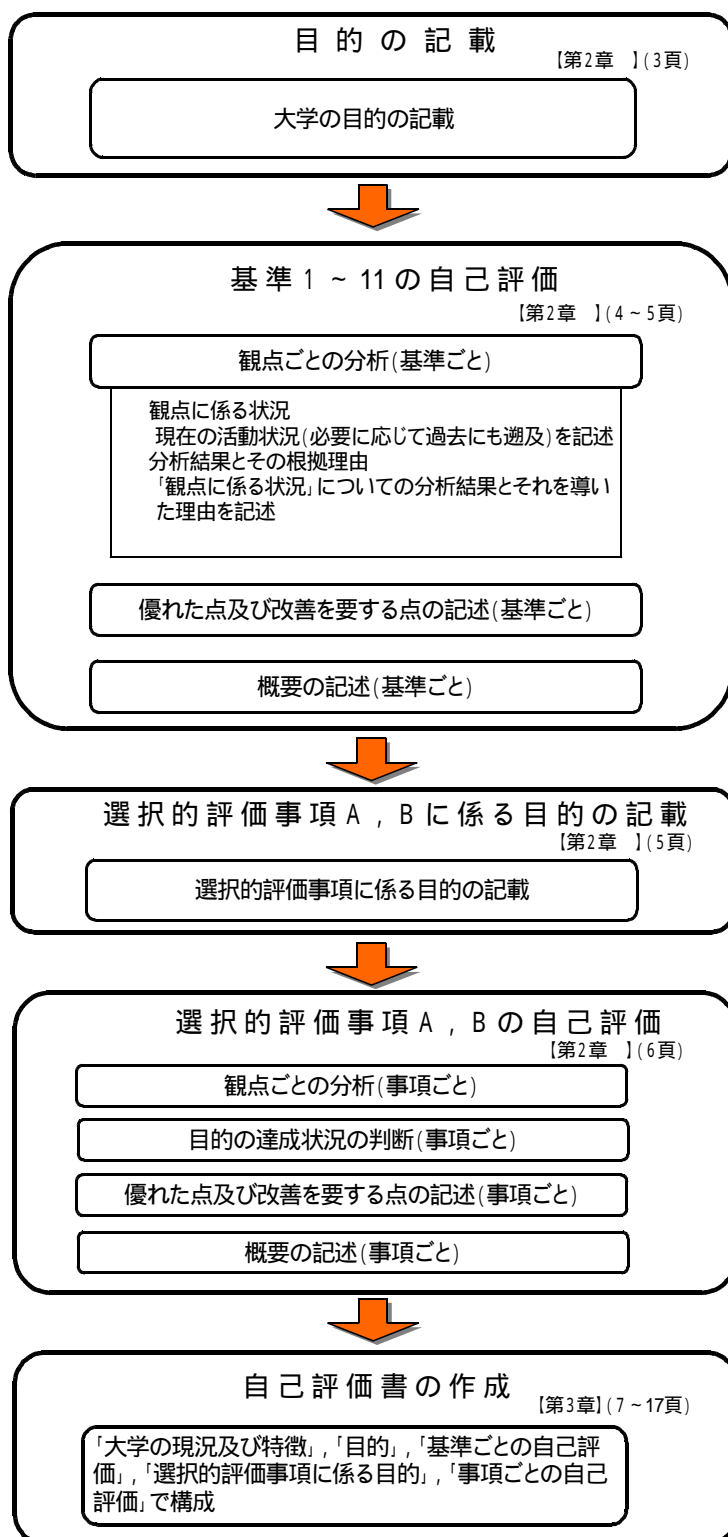 目的の記載
【第2章　】(3頁)
大学の目的の記載
基準1～11の自己評価
【第2章　】(4～5頁)
観点ごとの分析(基準ごと)
観点に係る状況
現在の活動状況(必要に応じて過去にも遡及)を記述
分析結果とその根拠理由
「観点に係る状況」についての分析結果とそれを導い
た理由を記述
優れた点及び改善を要する点の記述(基準ごと)
概要の記述(基準ごと)
選択的評価事項A，Bに係る目的の記載
【第2章　】(5頁)
選択的評価事項に係る目的の記載
選択的評価事項A，Bの自己評価
【第2章　】(6頁)
観点ごとの分析(事項ごと)
目的の達成状況の判断(事項ごと)
優れた点及び改善を要する点の記述(事項ごと)
概要の記述(事項ごと)
自己評価書の作成
【第3章】(7～17頁)
「大学の現況及び特徴」，「目的」，「基準ごとの自己評
価」，「選択的評価事項に係る目的」，「事項ごとの自己
評価」で構成